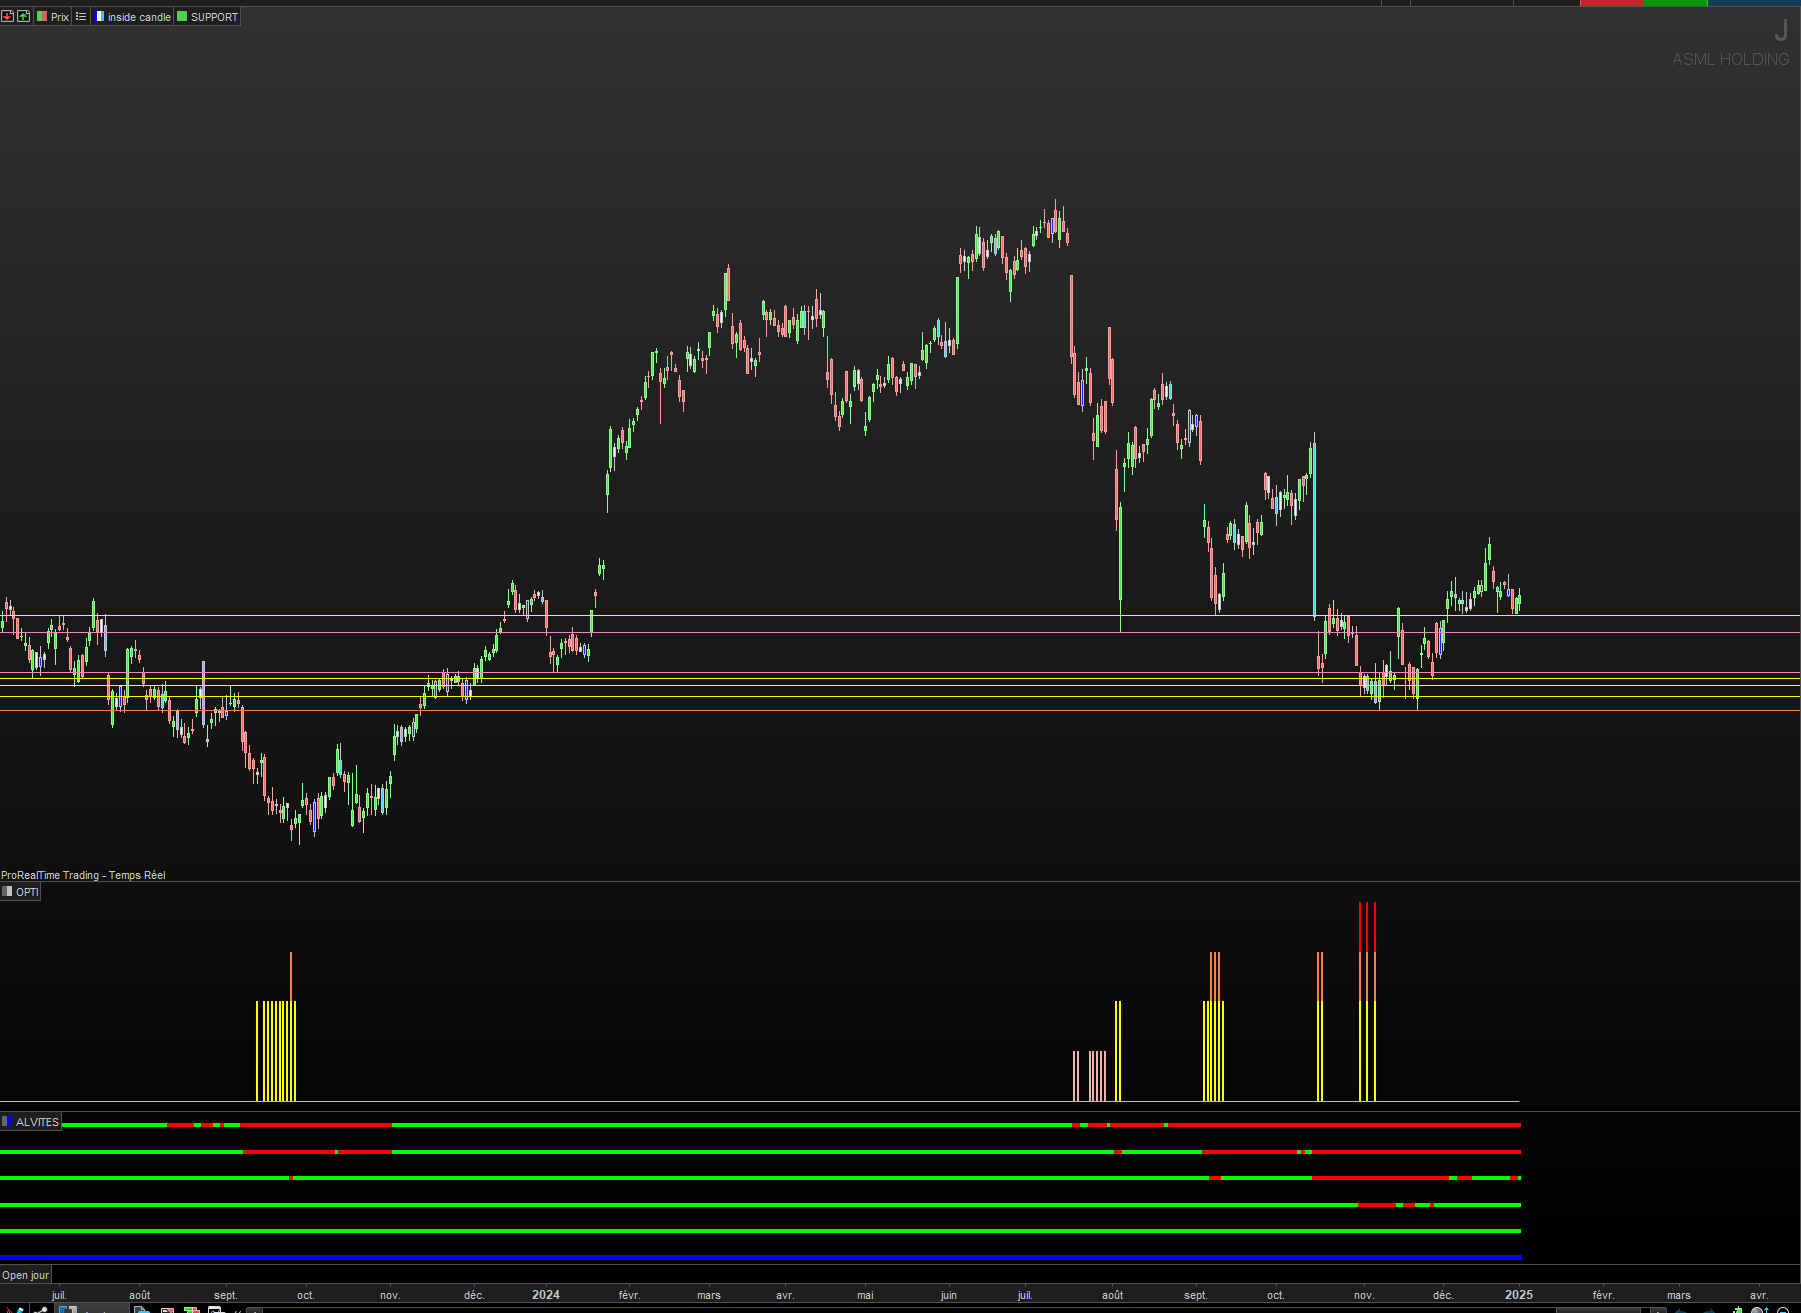 Prix inside candle SUPPORT
J
ASML HOLDING
ProRealTime Trading - Temps Réel
OPTI
ALVITES
Open jour
juil. août sept. oct. nov. déc. 2024 févr. mars avr. mai juin juil. août sept. oct. nov. déc. 2025 févr. mars avr.